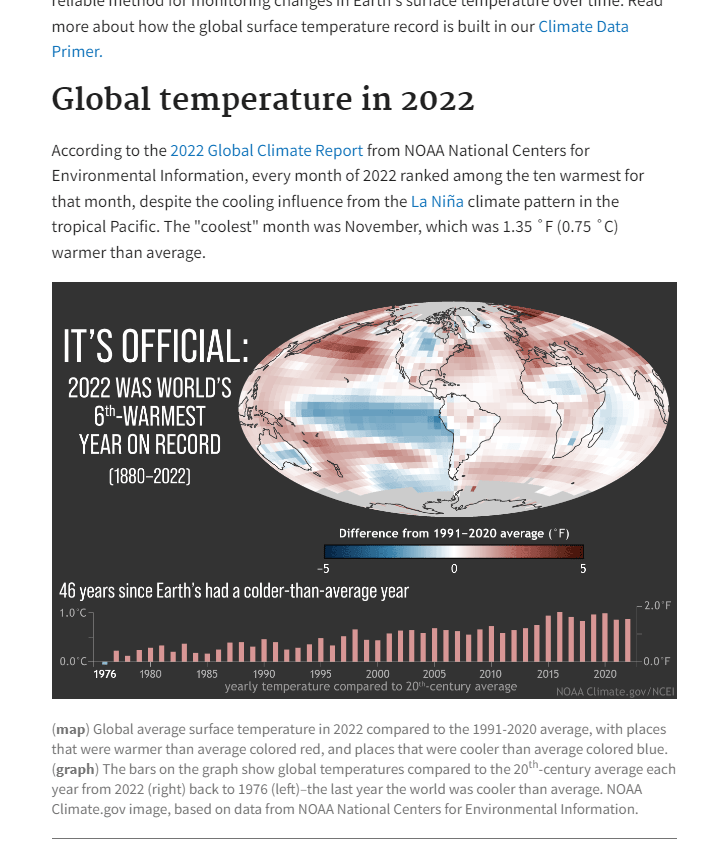 reliable method for monitoring changes in Earth's surface temperature over time. Read
more about how the global surface temperature record is built in our Climate Data
Primer.
Global temperature in 2022
According to the 2022 Global Climate Report from NOAA National Centers for
Environmental Information, every month of 2022 ranked among the ten warmest for
that month, despite the cooling influence from the La Niña climate pattern in the
tropical Pacific. The "coolest" month was November, which was 1.35 ˚F (0.75 ˚C)
warmer than average.
IT'S OFFICIAL:
2022 WAS WORLD'S
6th-WARMEST
YEAR ON RECORD
(1880–2022)
Difference from 1991–2020 average (˚F)
-5 0 5
46 years since Earth's had a colder-than-average year
1.0˚C 2.0˚F
0.0˚C 0.0˚F
1976 1980 1985 1990 1995 2000 2005 2010 2015 2020
yearly temperature compared to 20th-century average
NOAA Climate.gov/NCEI
(map) Global average surface temperature in 2022 compared to the 1991-2020 average, with places
that were warmer than average colored red, and places that were cooler than average colored blue.
(graph) The bars on the graph show global temperatures compared to the 20th-century average each
year from 2022 (right) back to 1976 (left)–the last year the world was cooler than average. NOAA
Climate.gov image, based on data from NOAA National Centers for Environmental Information.